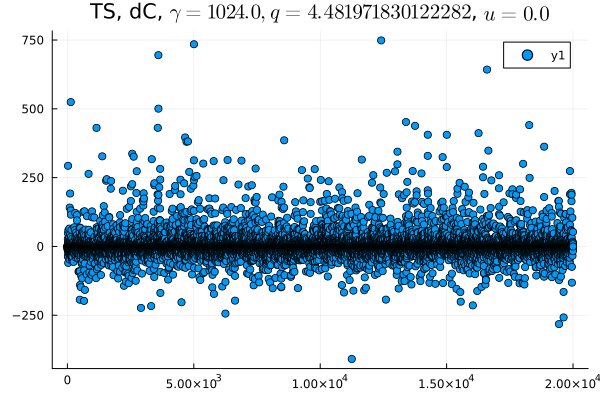 TS, dC, γ = 1024.0, q = 4.481971830122282, u = 0.0
750
y1
500
250
0
−250
0 5.00×10³ 1.00×10⁴ 1.50×10⁴ 2.00×10⁴